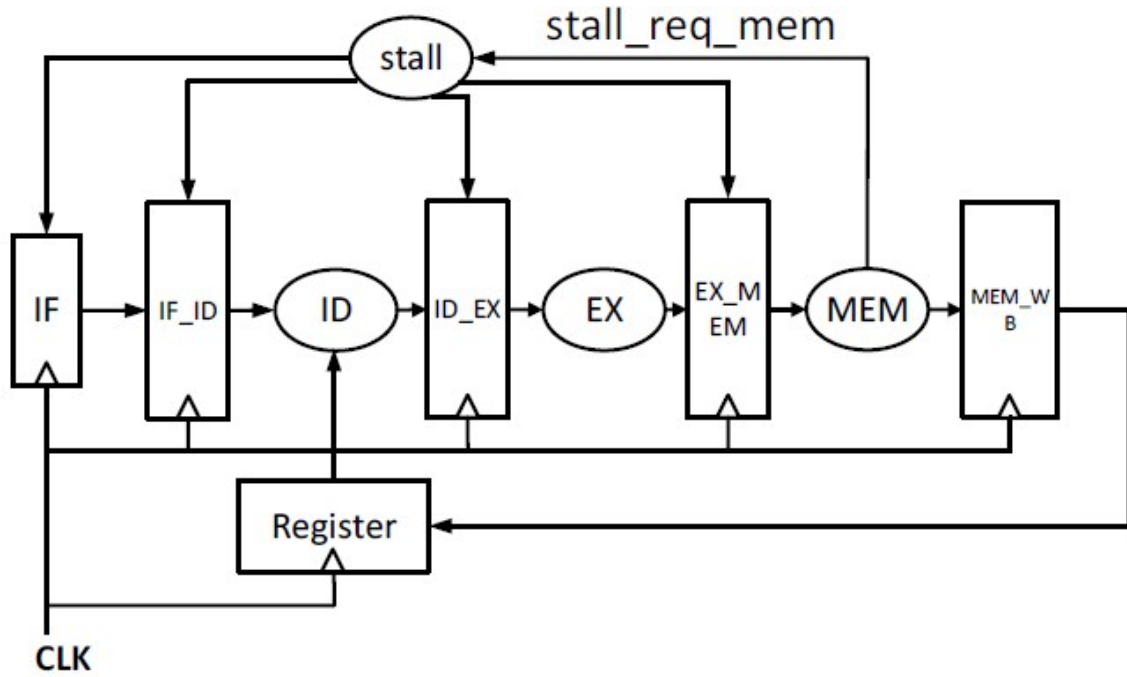 stall_req_mem
stall
IF
IF_ID
ID
ID_EX
EX
EX_M
EM
MEM
MEM_W
B
Register
CLK